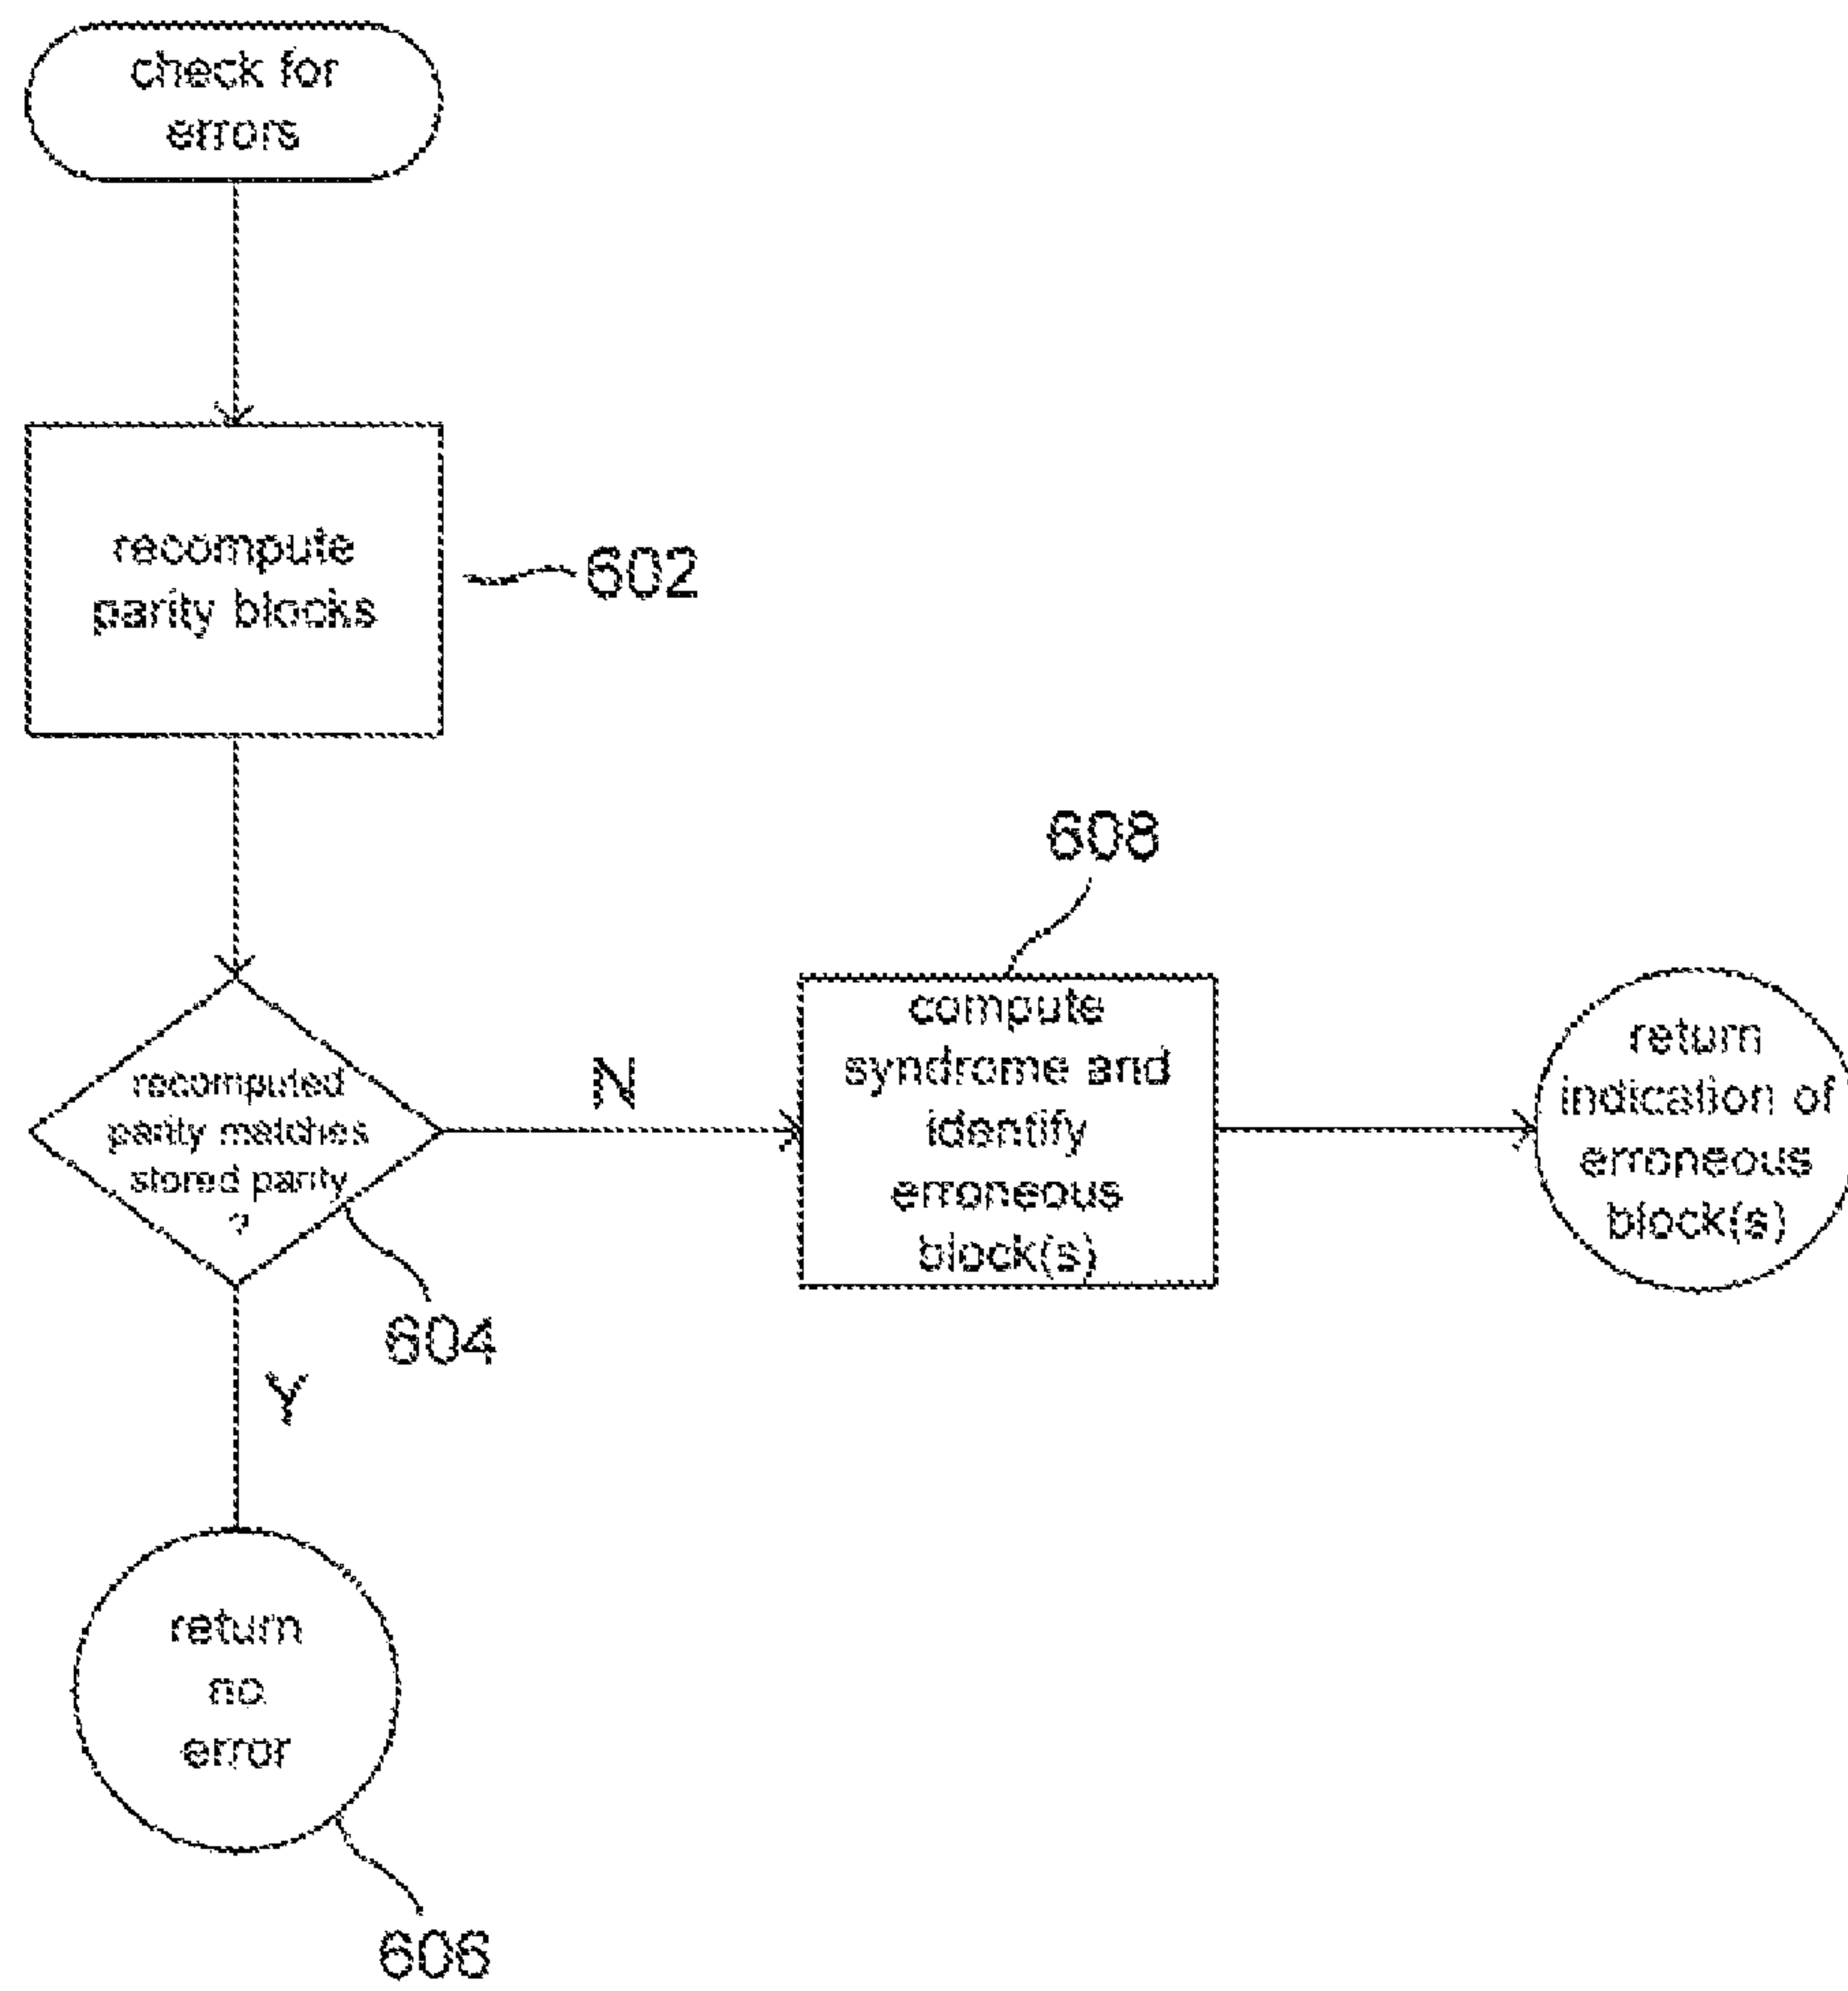 check for
errors
recompute
parity blocks
602
recomputed
parity matches
stored parity
?
604
N
608
compute
syndrome and
identify
erroneous
block(s)
return
indication of
erroneous
block(s)
Y
return
no
error
606